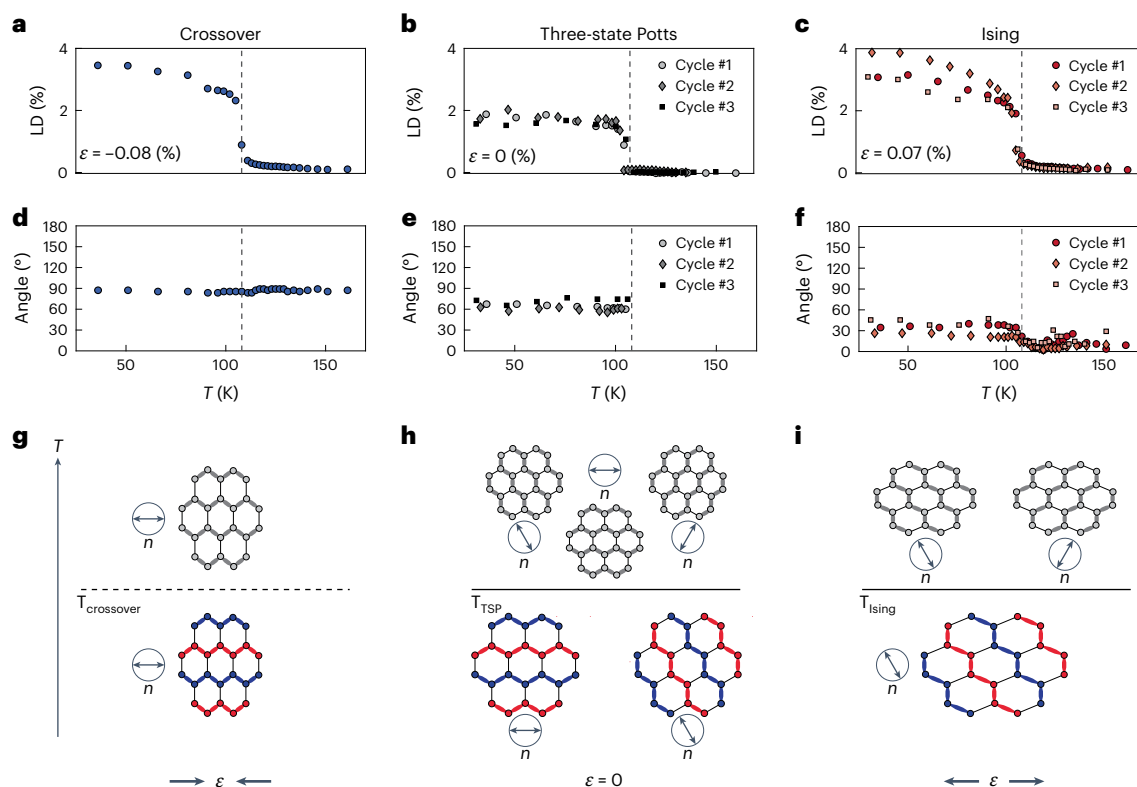 a
Crossover
4
2
0
LD (%)
ε = −0.08 (%)
b
Three-state Potts
4
2
0
LD (%)
Cycle #1
Cycle #2
Cycle #3
ε = 0 (%)
c
Ising
4
2
0
LD (%)
Cycle #1
Cycle #2
Cycle #3
ε = 0.07 (%)
d
180
150
120
90
60
30
0
Angle (°)
50 100 150
T (K)
e
180
150
120
90
60
30
0
Angle (°)
Cycle #1
Cycle #2
Cycle #3
50 100 150
T (K)
f
180
150
120
90
60
30
0
Angle (°)
Cycle #1
Cycle #2
Cycle #3
50 100 150
T (K)
g
T
n
Tcrossover
n
ε
h
n
n
n
TTSP
n
n
ε = 0
i
n
n
TIsing
n
ε